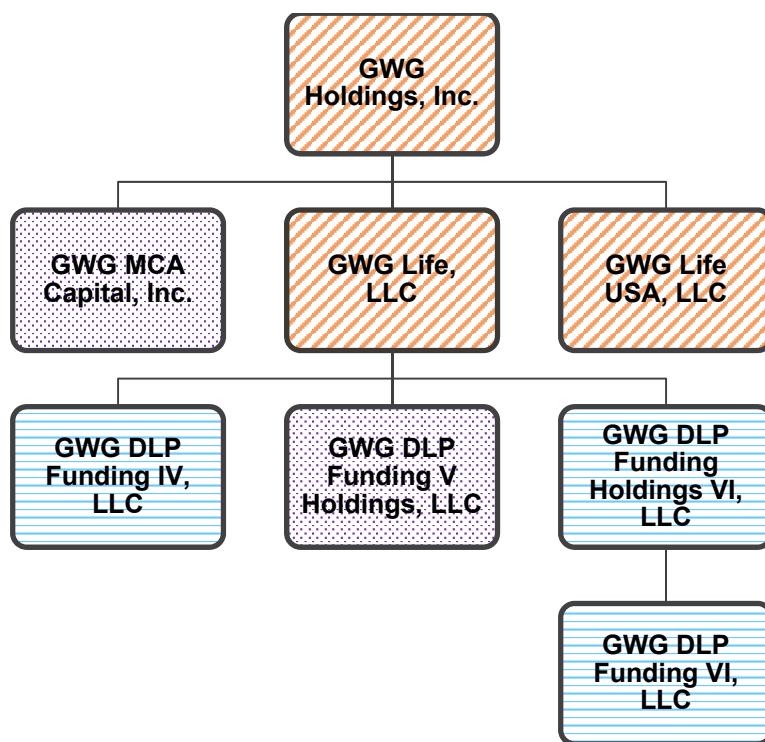 GWG
Holdings, Inc.
GWG MCA
Capital, Inc.
GWG Life,
LLC
GWG Life
USA, LLC
GWG DLP
Funding IV,
LLC
GWG DLP
Funding V
Holdings, LLC
GWG DLP
Funding
Holdings VI,
LLC
GWG DLP
Funding VI,
LLC